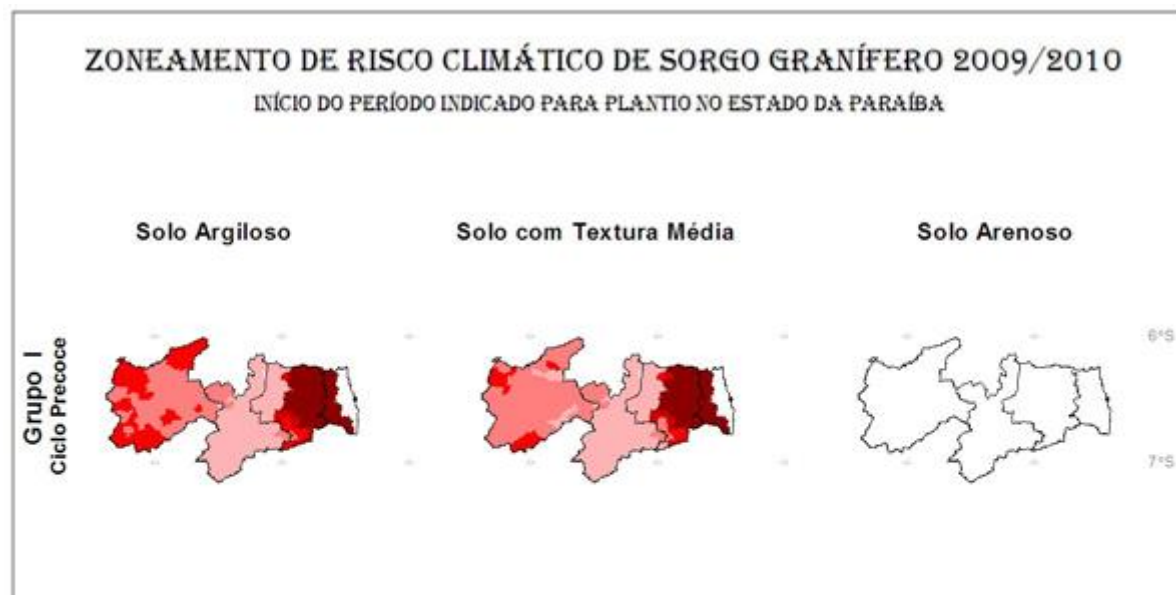 ZONEAMENTO DE RISCO CLIMÁTICO DE SORGO GRANÍFERO 2009/2010
INÍCIO DO PERÍODO INDICADO PARA PLANTIO NO ESTADO DA PARAÍBA
Solo Argiloso
Solo com Textura Média
Solo Arenoso
Grupo I
Ciclo Precoce
6°S
7°S